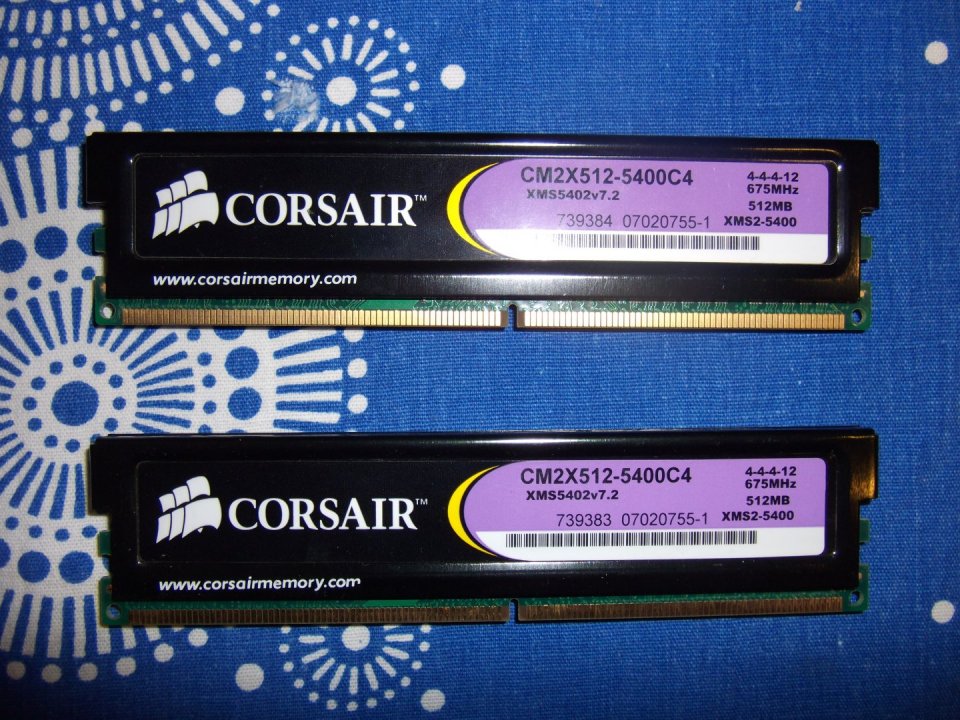 CORSAIR™
www.corsairmemory.com
CM2X512-5400C4
XMS5402v7.2
739384 07020755-1
4-4-4-12
675MHz
512MB
XMS2-5400
CORSAIR™
www.corsairmemory.com
CM2X512-5400C4
XMS5402v7.2
739383 07020755-1
4-4-4-12
675MHz
512MB
XMS2-5400